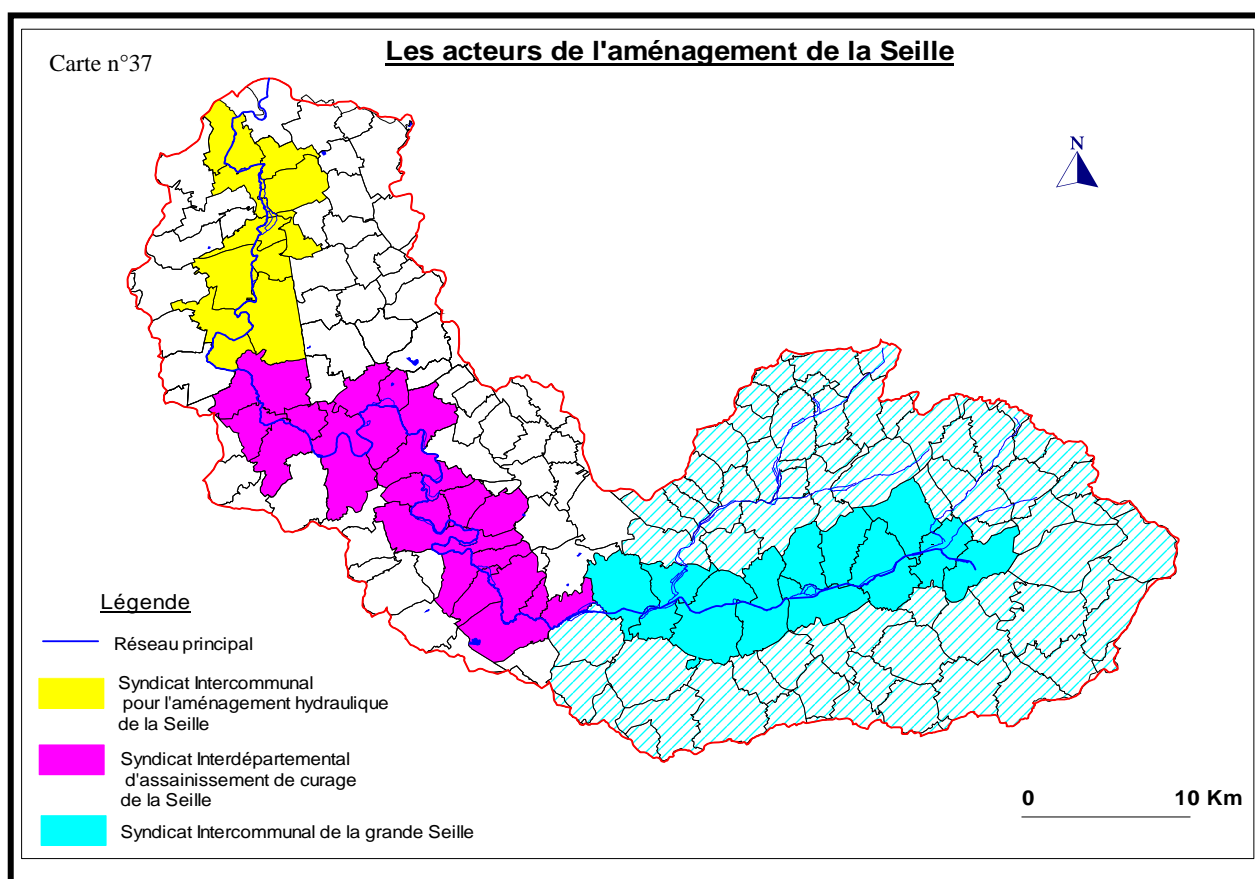 Les acteurs de l'aménagement de la Seille
Carte n°37
N
Légende
Réseau principal
Syndicat Intercommunal
pour l'aménagement hydraulique
de la Seille
Syndicat Interdépartemental
d'assainissement de curage
de la Seille
Syndicat Intercommunal de la grande Seille
0 10 Km